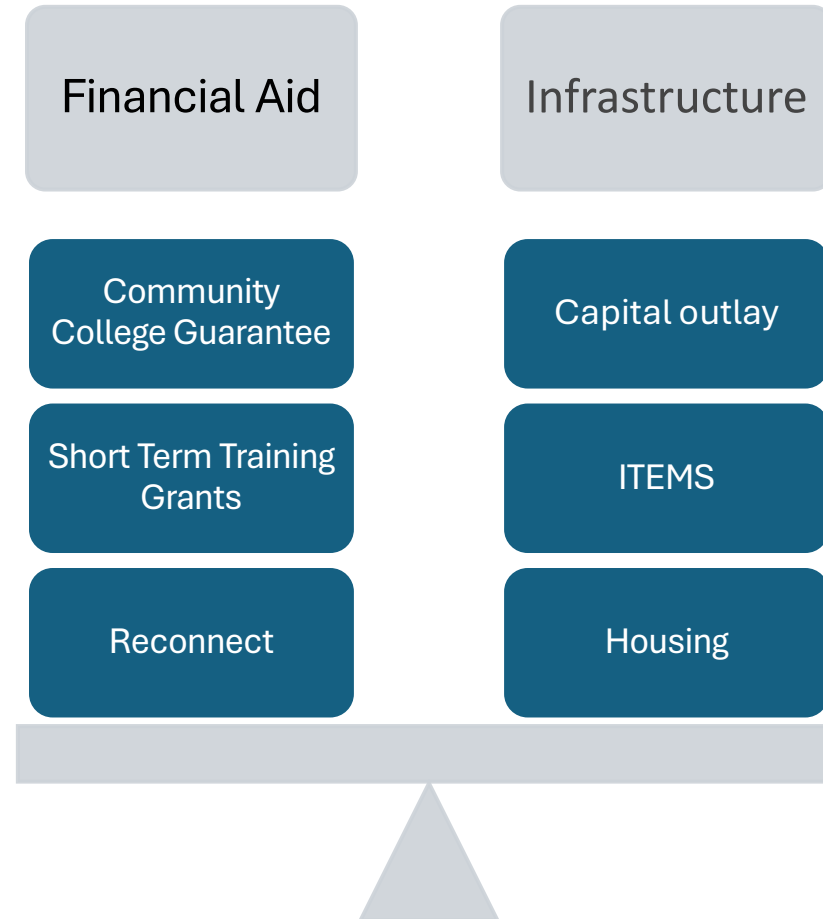 Financial Aid
Community
College Guarantee
Short Term Training
Grants
Reconnect
Infrastructure
Capital outlay
ITEMS
Housing